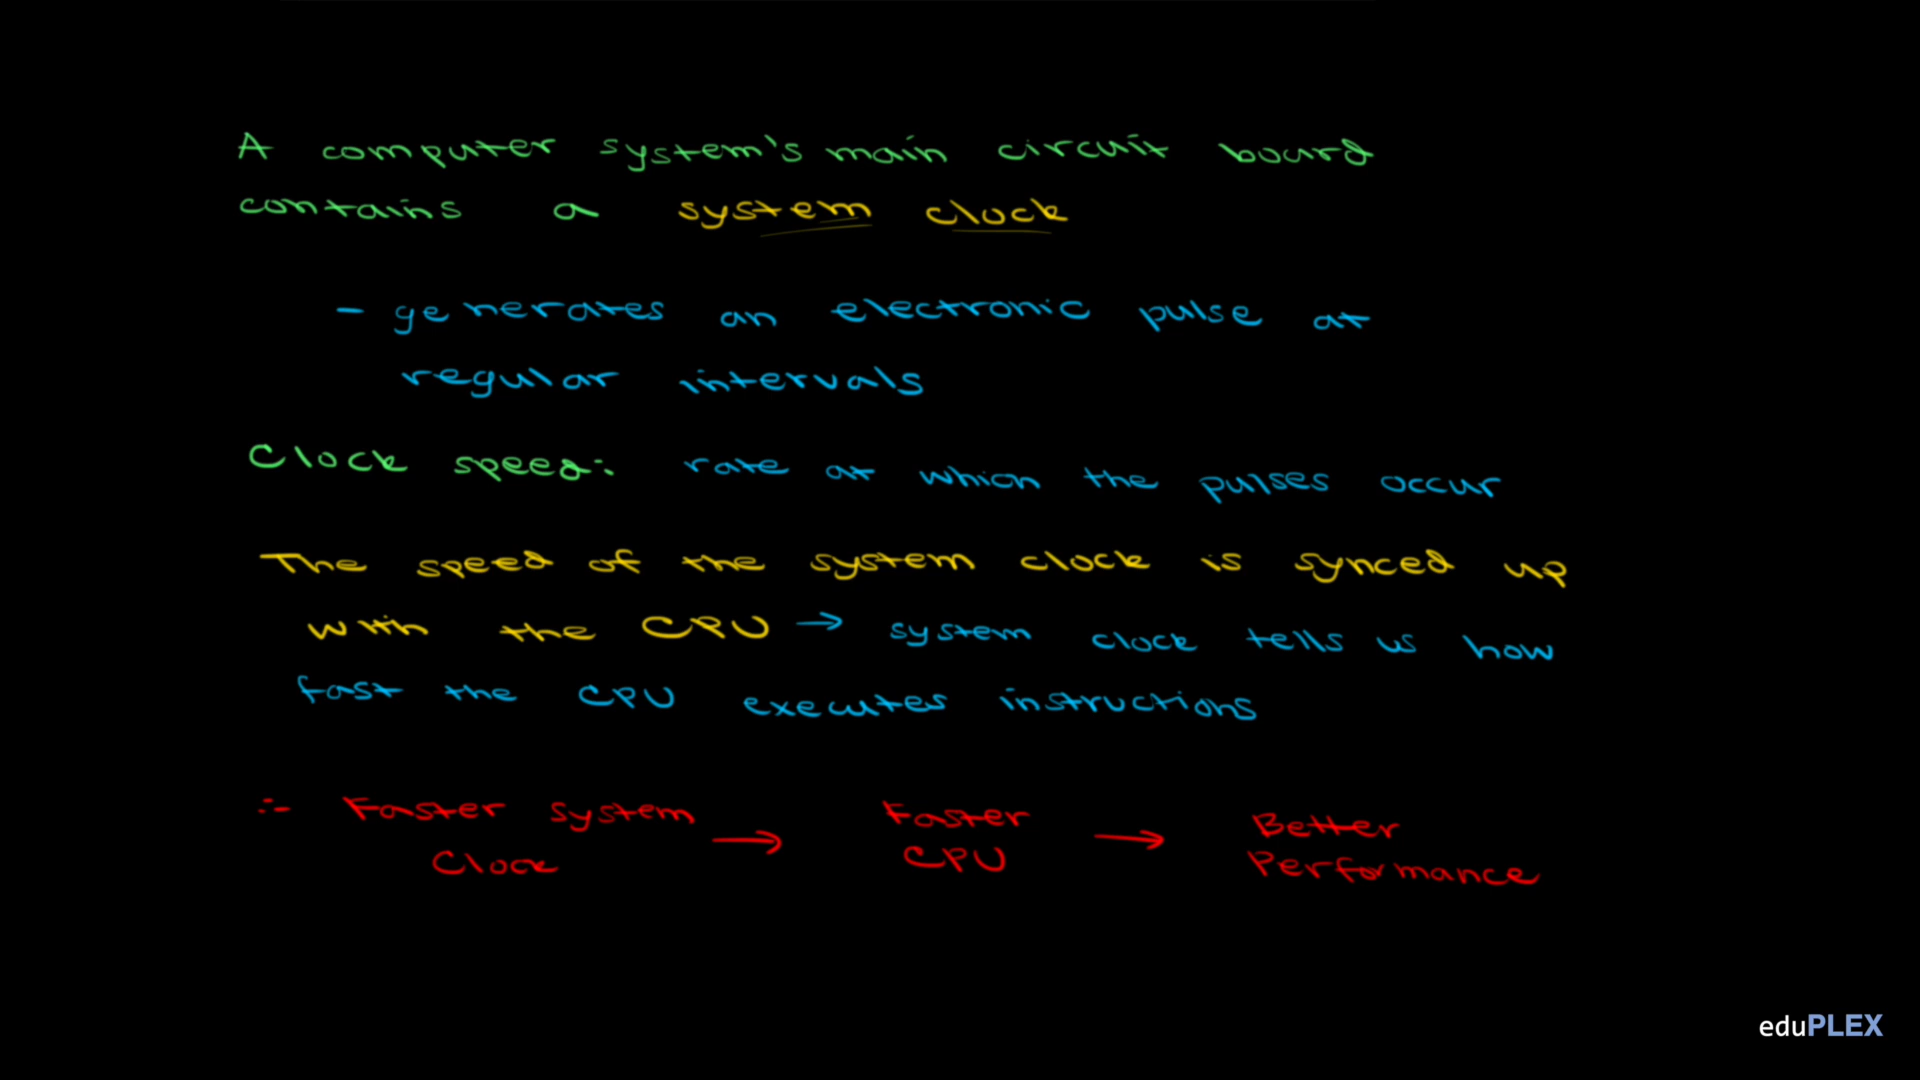 A computer system's main circuit board
contains a system clock
- generates an electronic pulse at
regular intervals
Clock speed: rate at which the pulses occur
The speed of the system clock is synced up
with the CPU → system clock tells us how
fast the CPU executes instructions
∴ Faster system → Faster → Better
Clock CPU Performance
eduPLEX